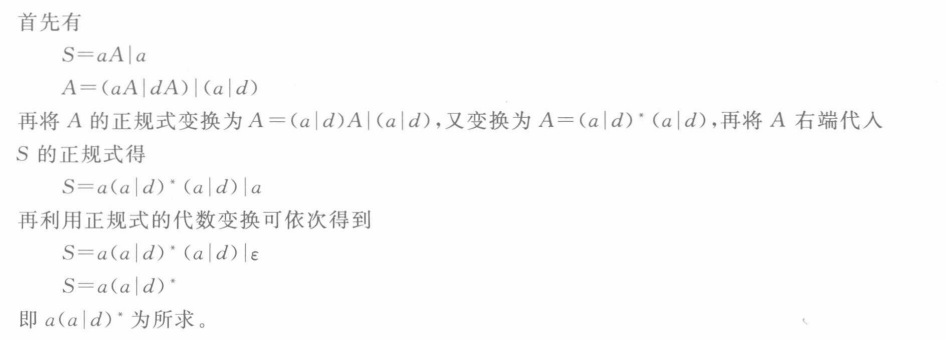 首先有
S=aA|a
A=(aA|dA)|(a|d)
再将 A 的正规式变换为 A=(a|d)A|(a|d),又变换为 A=(a|d)*(a|d),再将 A 右端代入
S 的正规式得
S=a(a|d)*(a|d)|a
再利用正规式的代数变换可依次得到
S=a(a|d)*(a|d)|ε
S=a(a|d)*
即 a(a|d)*为所求。